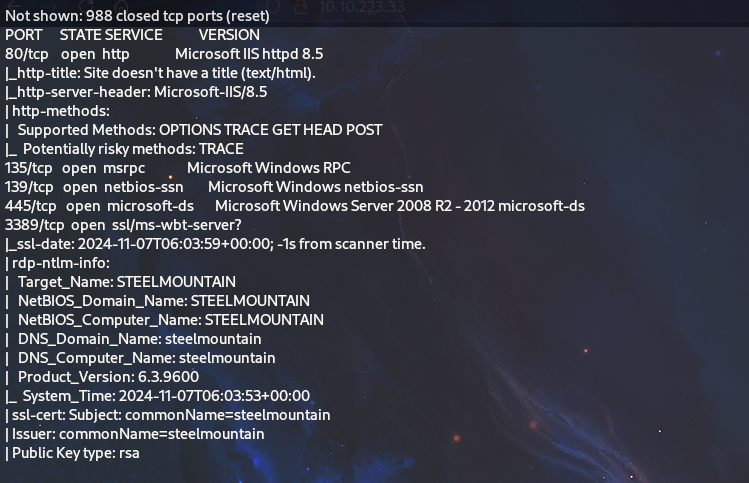 10.10.223.33
Not shown: 988 closed tcp ports (reset)
PORT     STATE SERVICE        VERSION
80/tcp   open  http           Microsoft IIS httpd 8.5
|_http-title: Site doesn't have a title (text/html).
|_http-server-header: Microsoft-IIS/8.5
| http-methods:
|   Supported Methods: OPTIONS TRACE GET HEAD POST
|_  Potentially risky methods: TRACE
135/tcp  open  msrpc          Microsoft Windows RPC
139/tcp  open  netbios-ssn    Microsoft Windows netbios-ssn
445/tcp  open  microsoft-ds   Microsoft Windows Server 2008 R2 - 2012 microsoft-ds
3389/tcp open  ssl/ms-wbt-server?
|_ssl-date: 2024-11-07T06:03:59+00:00; -1s from scanner time.
| rdp-ntlm-info:
|   Target_Name: STEELMOUNTAIN
|   NetBIOS_Domain_Name: STEELMOUNTAIN
|   NetBIOS_Computer_Name: STEELMOUNTAIN
|   DNS_Domain_Name: steelmountain
|   DNS_Computer_Name: steelmountain
|   Product_Version: 6.3.9600
|_  System_Time: 2024-11-07T06:03:53+00:00
| ssl-cert: Subject: commonName=steelmountain
| Issuer: commonName=steelmountain
| Public Key type: rsa